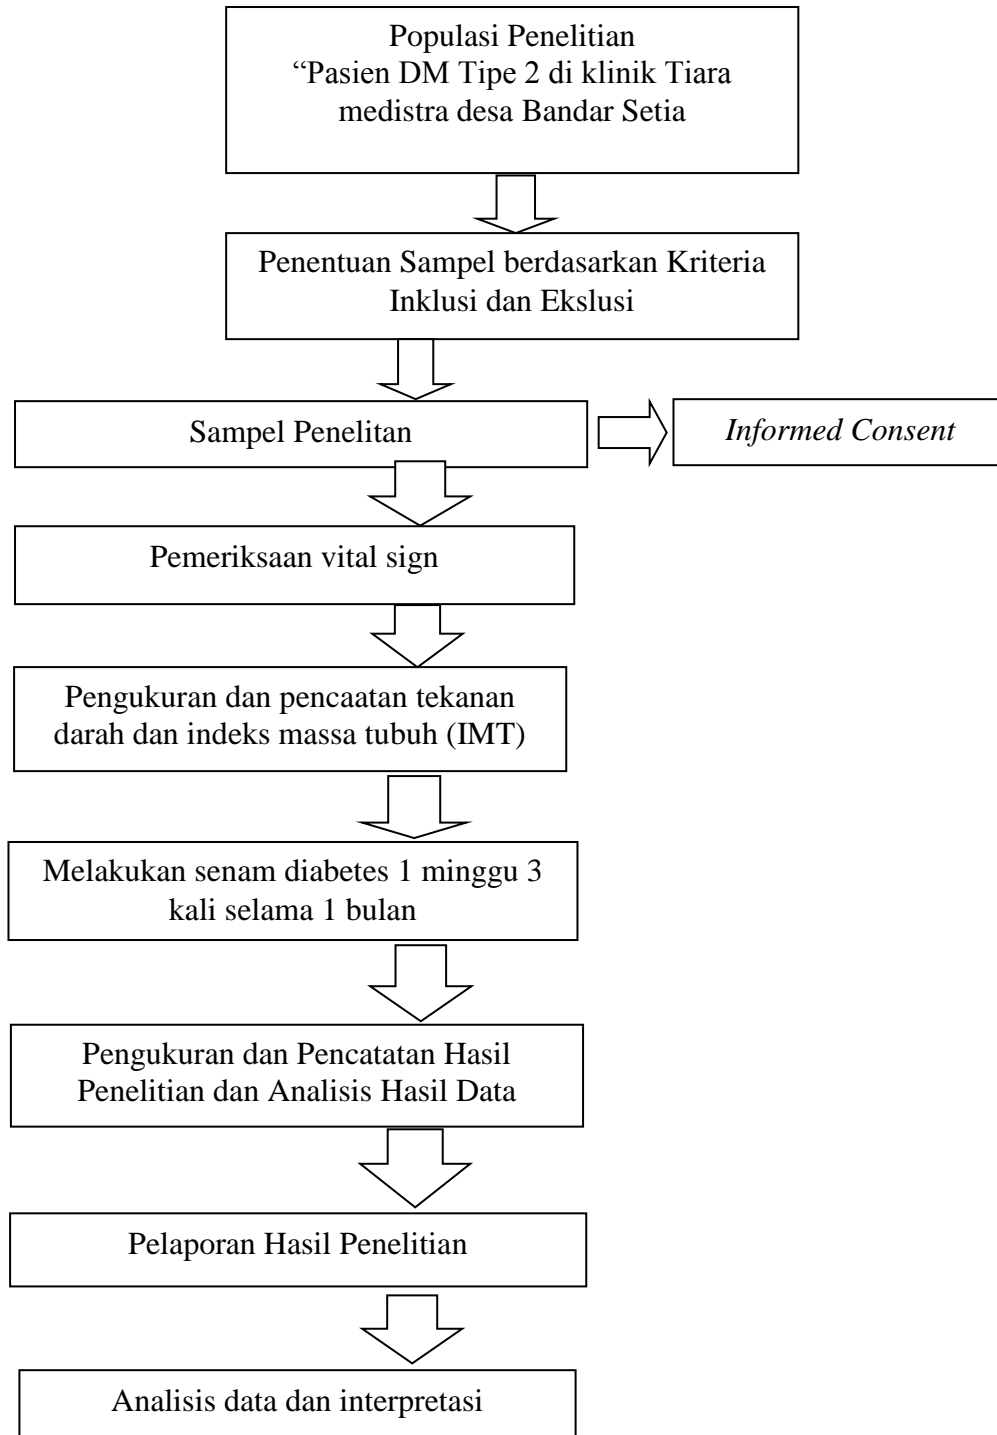 Populasi Penelitian
“Pasien DM Tipe 2 di klinik Tiara
medistra desa Bandar Setia
Penentuan Sampel berdasarkan Kriteria
Inklusi dan Ekslusi
Sampel Penelitan
Informed Consent
Pemeriksaan vital sign
Pengukuran dan pencaatan tekanan
darah dan indeks massa tubuh (IMT)
Melakukan senam diabetes 1 minggu 3
kali selama 1 bulan
Pengukuran dan Pencatatan Hasil
Penelitian dan Analisis Hasil Data
Pelaporan Hasil Penelitian
Analisis data dan interpretasi